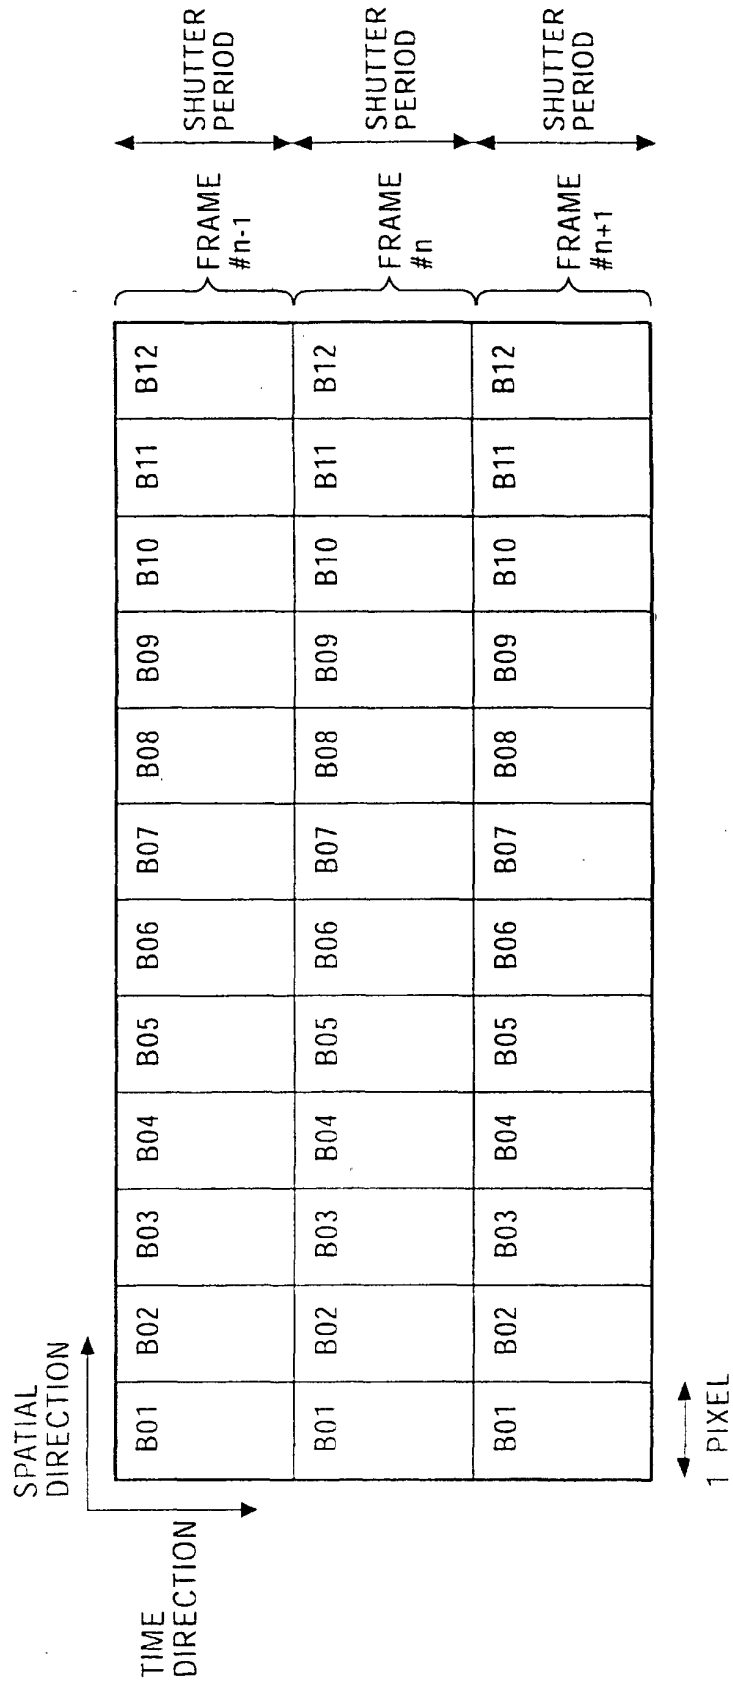 SPATIAL
DIRECTION
TIME
DIRECTION
B01 B02 B03 B04 B05 B06 B07 B08 B09 B10 B11 B12
FRAME
#n-1
SHUTTER
PERIOD
B01 B02 B03 B04 B05 B06 B07 B08 B09 B10 B11 B12
FRAME
#n
SHUTTER
PERIOD
B01 B02 B03 B04 B05 B06 B07 B08 B09 B10 B11 B12
FRAME
#n+1
SHUTTER
PERIOD
1 PIXEL